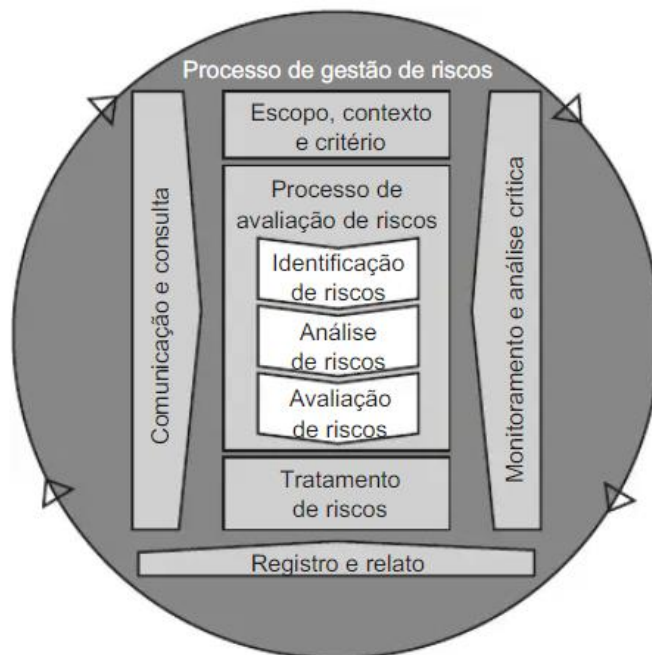 Processo de gestão de riscos
Escopo, contexto
e critério
Processo de
avaliação de riscos
Identificação
de riscos
Análise
de riscos
Avaliação
de riscos
Tratamento
de riscos
Comunicação e consulta
Monitoramento e análise crítica
Registro e relato